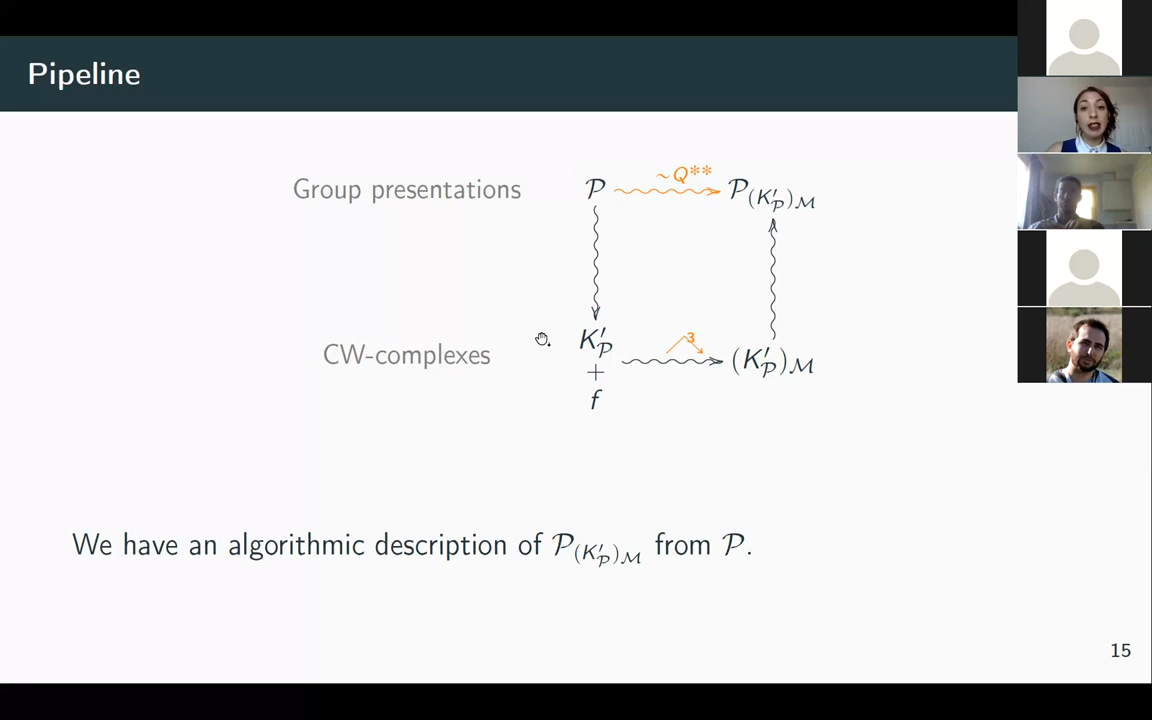 Pipeline
Group presentations 𝒫 ∼Q** 𝒫_{(K'_𝒫)_ℳ}
3
CW-complexes K'_𝒫 (K'_𝒫)_ℳ
+
f
We have an algorithmic description of 𝒫_{(K'_𝒫)_ℳ} from 𝒫.
15